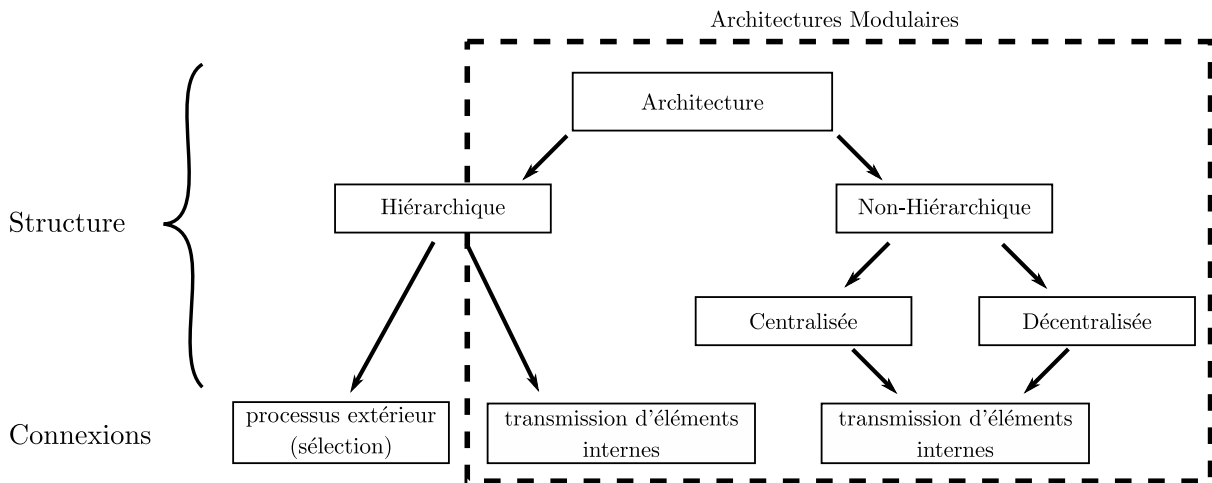 Architectures Modulaires
Architecture
Hiérarchique
Non-Hiérarchique
Structure
Centralisée
Décentralisée
Connexions
processus extérieur
(sélection)
transmission d'éléments
internes
transmission d'éléments
internes